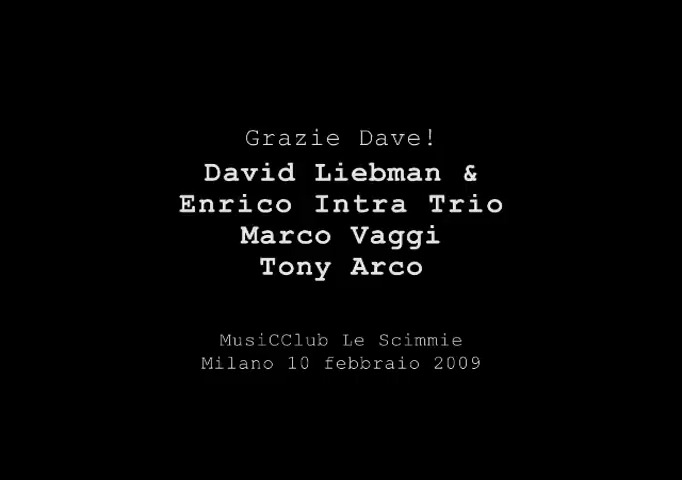 Grazie Dave!
David Liebman &
Enrico Intra Trio
Marco Vaggi
Tony Arco
MusiCClub Le Scimmie
Milano 10 febbraio 2009